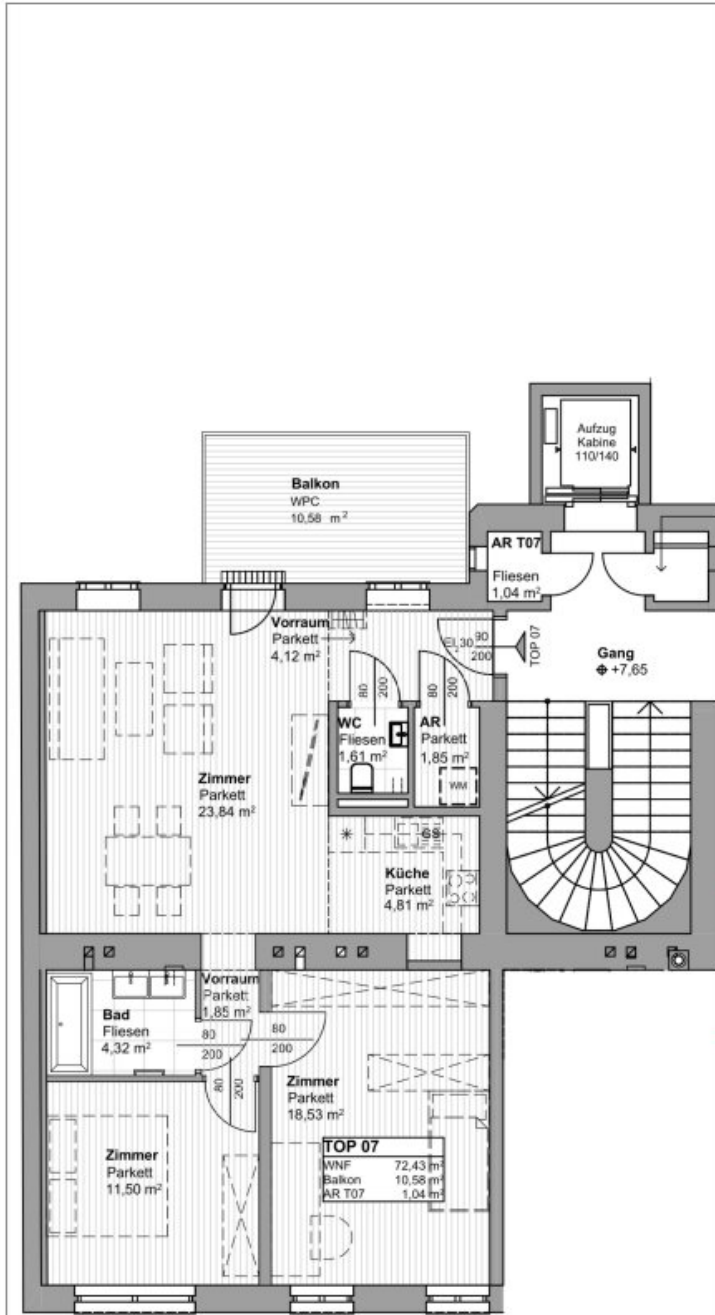 Aufzug
Kabine
110/140
Balkon
WPC
10,58 m²
AR T07
Fliesen
1,04 m²
Vorraum
Parkett
4,12 m²
EI₂30
90
200
TOP 07
Gang
+7,65
80
200
80
200
WC
Fliesen
1,61 m²
AR
Parkett
1,85 m²
WM
Zimmer
Parkett
23,84 m²
GS
Küche
Parkett
4,81 m²
Vorraum
Parkett
1,85 m²
Bad
Fliesen
4,32 m²
80
200
80
200
80
200
Zimmer
Parkett
18,53 m²
Zimmer
Parkett
11,50 m²
TOP 07
WNF 72,43 m²
Balkon 10,58 m²
AR T07 1,04 m²